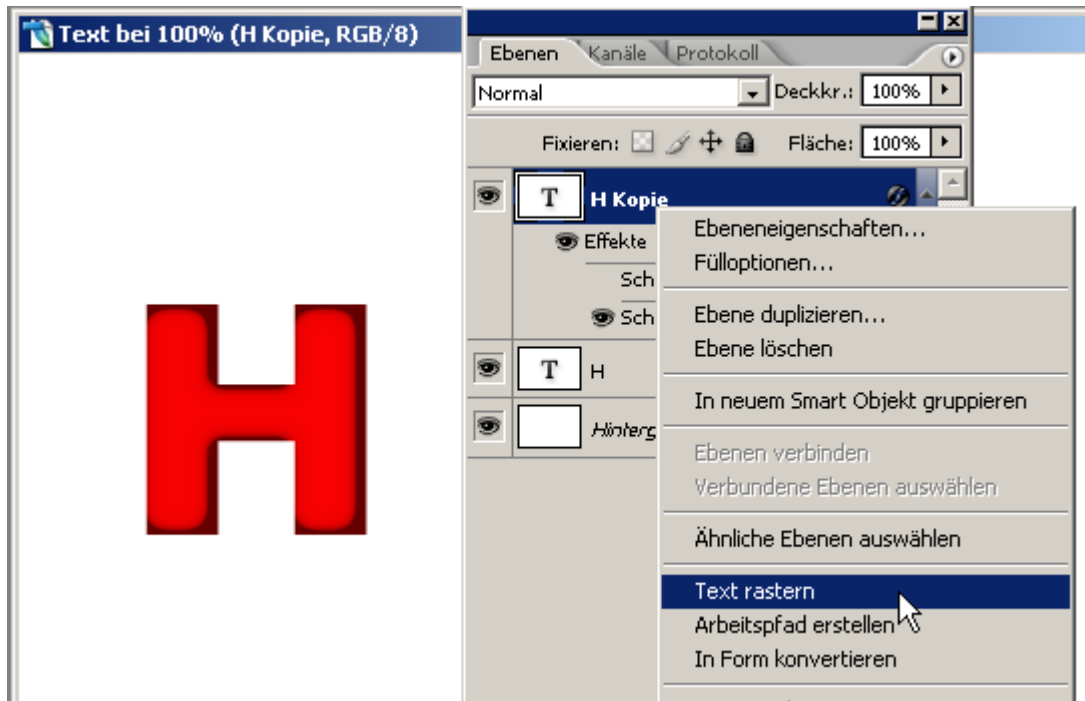 Text bei 100% (H Kopie, RGB/8)
Ebenen Kanäle Protokoll
Normal Deckkr.: 100%
Fixieren: Fläche: 100%
T H Kopie
Effekte
Sch
Sch
T H
Hinterg
Ebeneneigenschaften...
Fülloptionen...
Ebene duplizieren...
Ebene löschen
In neuem Smart Objekt gruppieren
Ebenen verbinden
Verbundene Ebenen auswählen
Ähnliche Ebenen auswählen
Text rastern
Arbeitspfad erstellen
In Form konvertieren
H